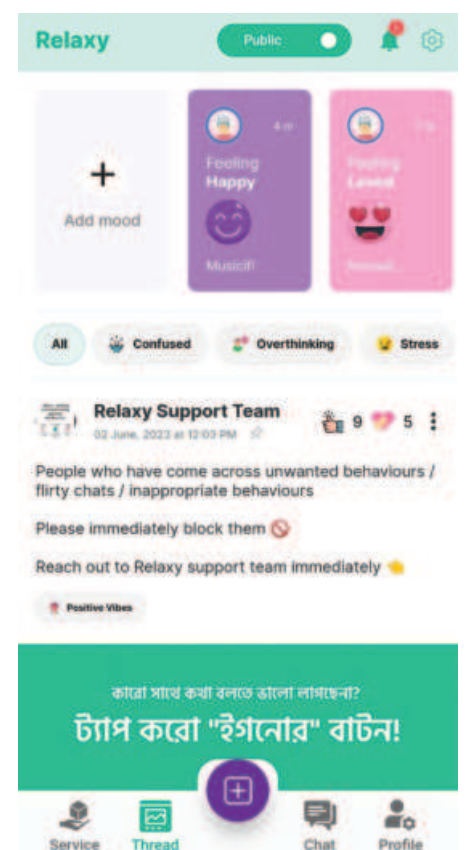 Relaxy
Public
Feeling
Happy
Musicifi
Feeling
Loved
Add mood
All
Confused
Overthinking
Stress
Relaxy Support Team
02 June, 2023 at 12:03 PM
9
5
People who have come across unwanted behaviours /
flirty chats / inappropriate behaviours
Please immediately block them
Reach out to Relaxy support team immediately
Positive Vibes
কারো সাথে কথা বলতে ভালো লাগছেনা?
ট্যাপ করো "ইগনোর" বাটন!
Service
Thread
Chat
Profile